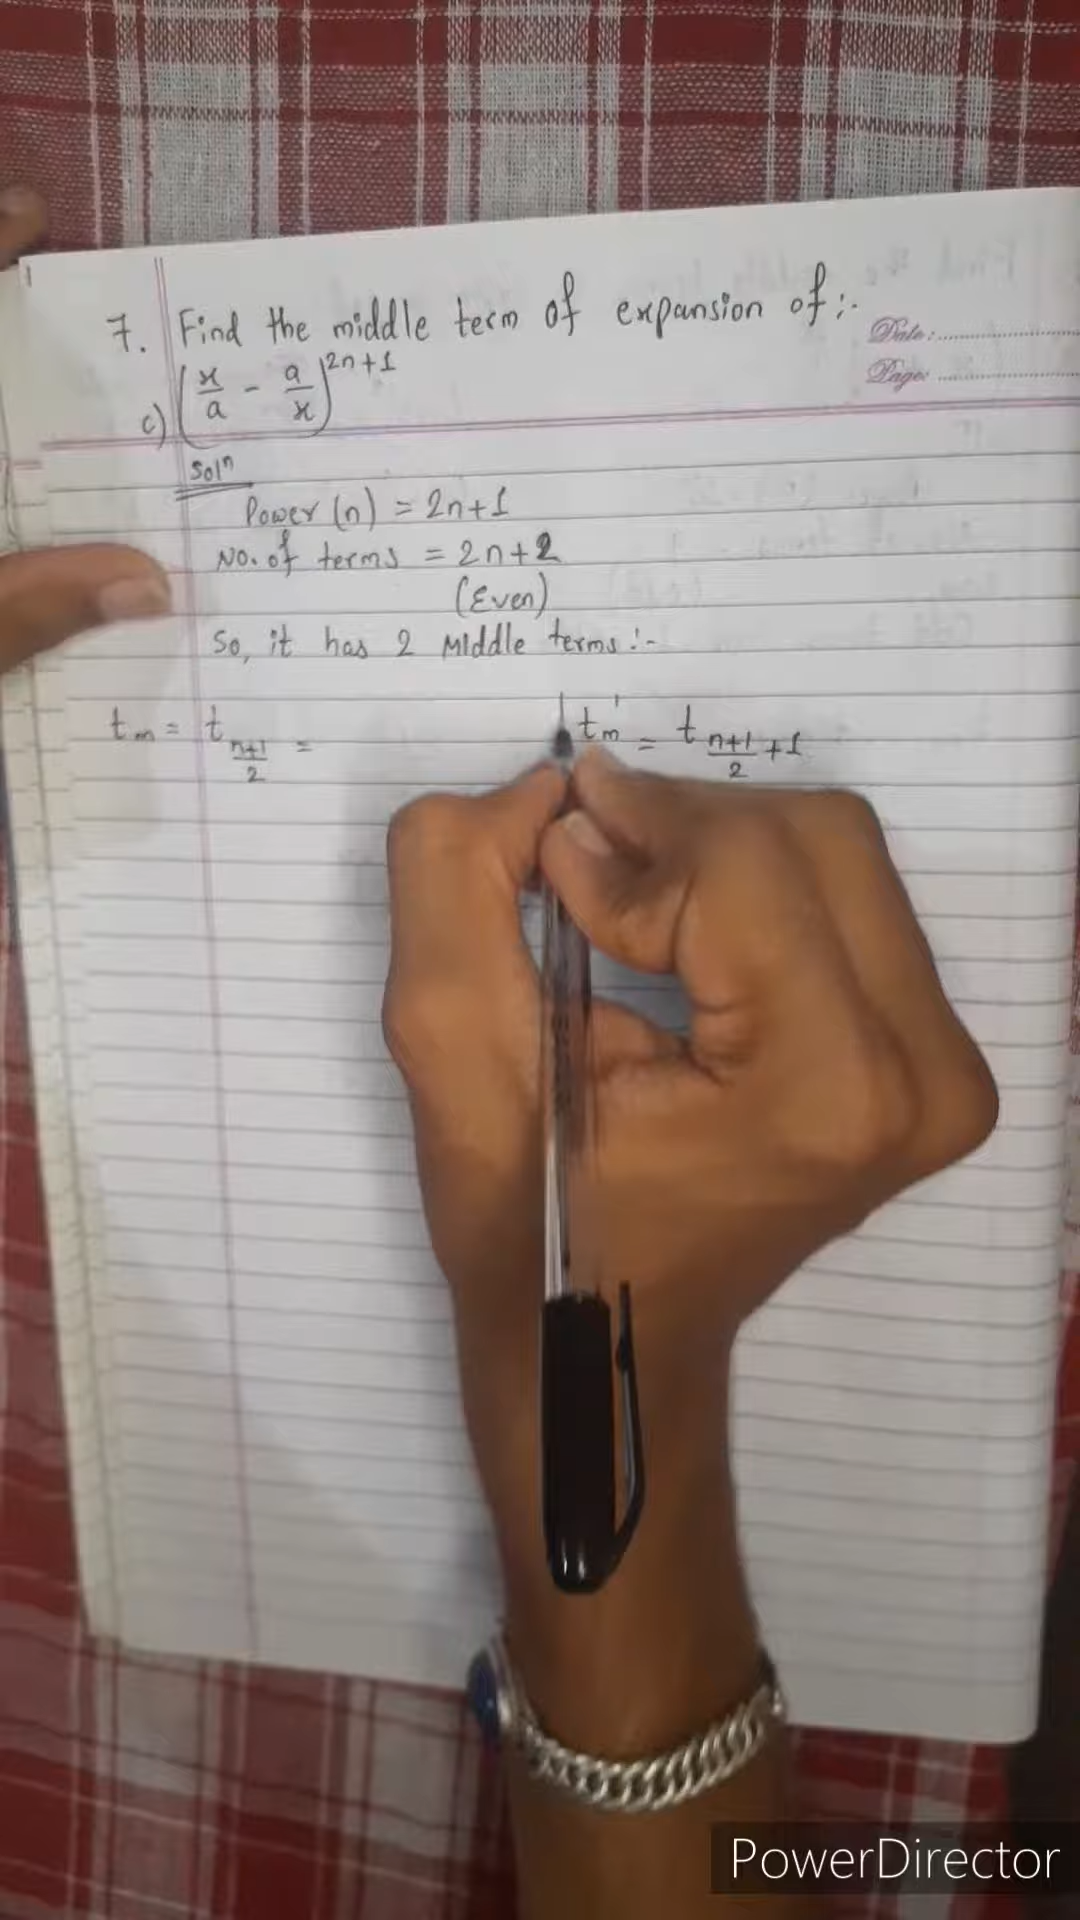 7. Find the middle term of expansion of :-
Date:
Page:
c) (x/a - a/x)^2n+1
Solⁿ
Power (n) = 2n+1
No. of terms = 2n+2
(Even)
So, it has 2 Middle terms :-
tm = t n+1/2 =
tm' = t n+1/2 +1
PowerDirector